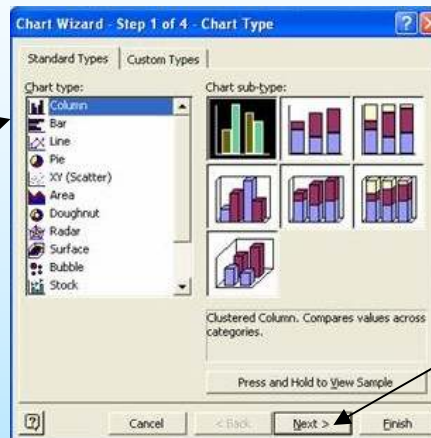 Chart Wizard - Step 1 of 4 - Chart Type
Standard Types
Custom Types
Chart type:
Chart sub-type:
Column
Bar
Line
Pie
XY (Scatter)
Area
Doughnut
Radar
Surface
Bubble
Stock
Clustered Column. Compares values across
categories.
Press and Hold to View Sample
Cancel
< Back
Next >
Finish